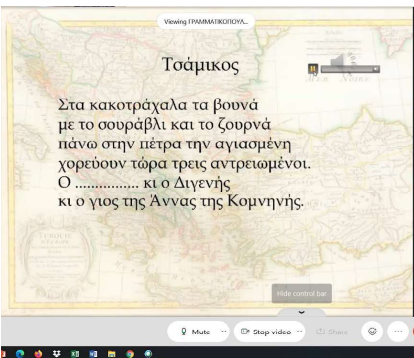 Viewing ΓΡΑΜΜΑΤΙΚΟΠΟΥΛ...
Τσάμικος
Στα κακοτράχαλα τα βουνά
με το σουράβλι και το ζουρνά
πάνω στην πέτρα την αγιασμένη
χορεύουν τώρα τρεις αντρειωμένοι.
Ο ................. κι ο Διγενής
κι ο γιος της Άννας της Κομνηνής.
Hide control bar
Mute
Stop video
Share